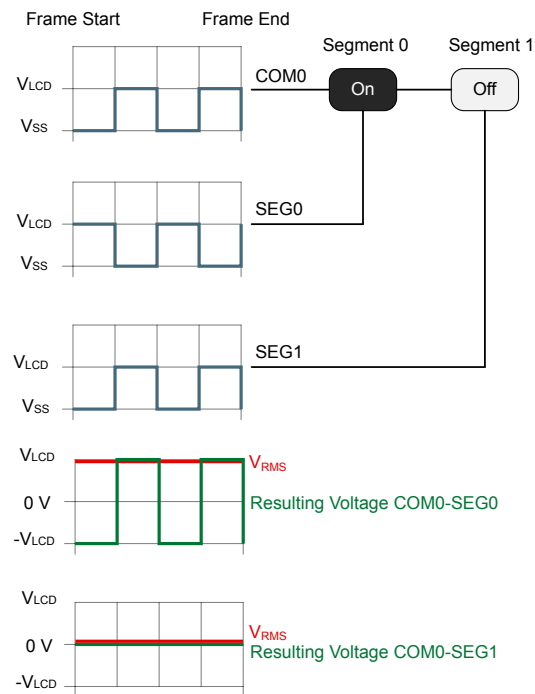 Frame Start Frame End
Segment 0 Segment 1
VLCD
VSS
COM0
On
Off
VLCD
VSS
SEG0
VLCD
VSS
SEG1
VLCD
0 V
-VLCD
VRMS
Resulting Voltage COM0-SEG0
VLCD
0 V
-VLCD
VRMS
Resulting Voltage COM0-SEG1